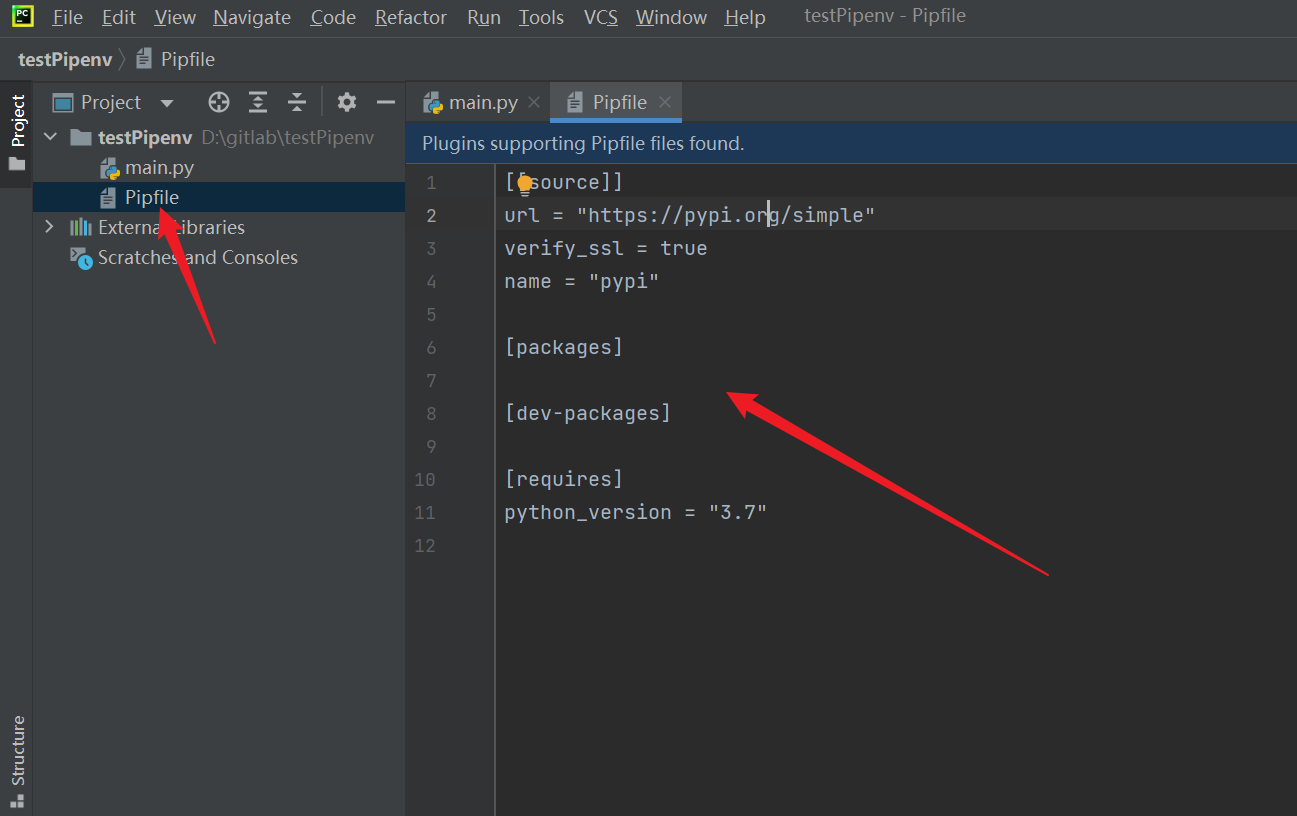 PC File Edit View Navigate Code Refactor Run Tools VCS Window Help testPipenv - Pipfile
testPipenv Pipfile
Project
Project
testPipenv D:\gitlab\testPipenv
main.py
Pipfile
External Libraries
Scratches and Consoles
Structure
main.py Pipfile
Plugins supporting Pipfile files found.
1 [[source]]
2 url = "https://pypi.org/simple"
3 verify_ssl = true
4 name = "pypi"
5
6 [packages]
7
8 [dev-packages]
9
10 [requires]
11 python_version = "3.7"
12